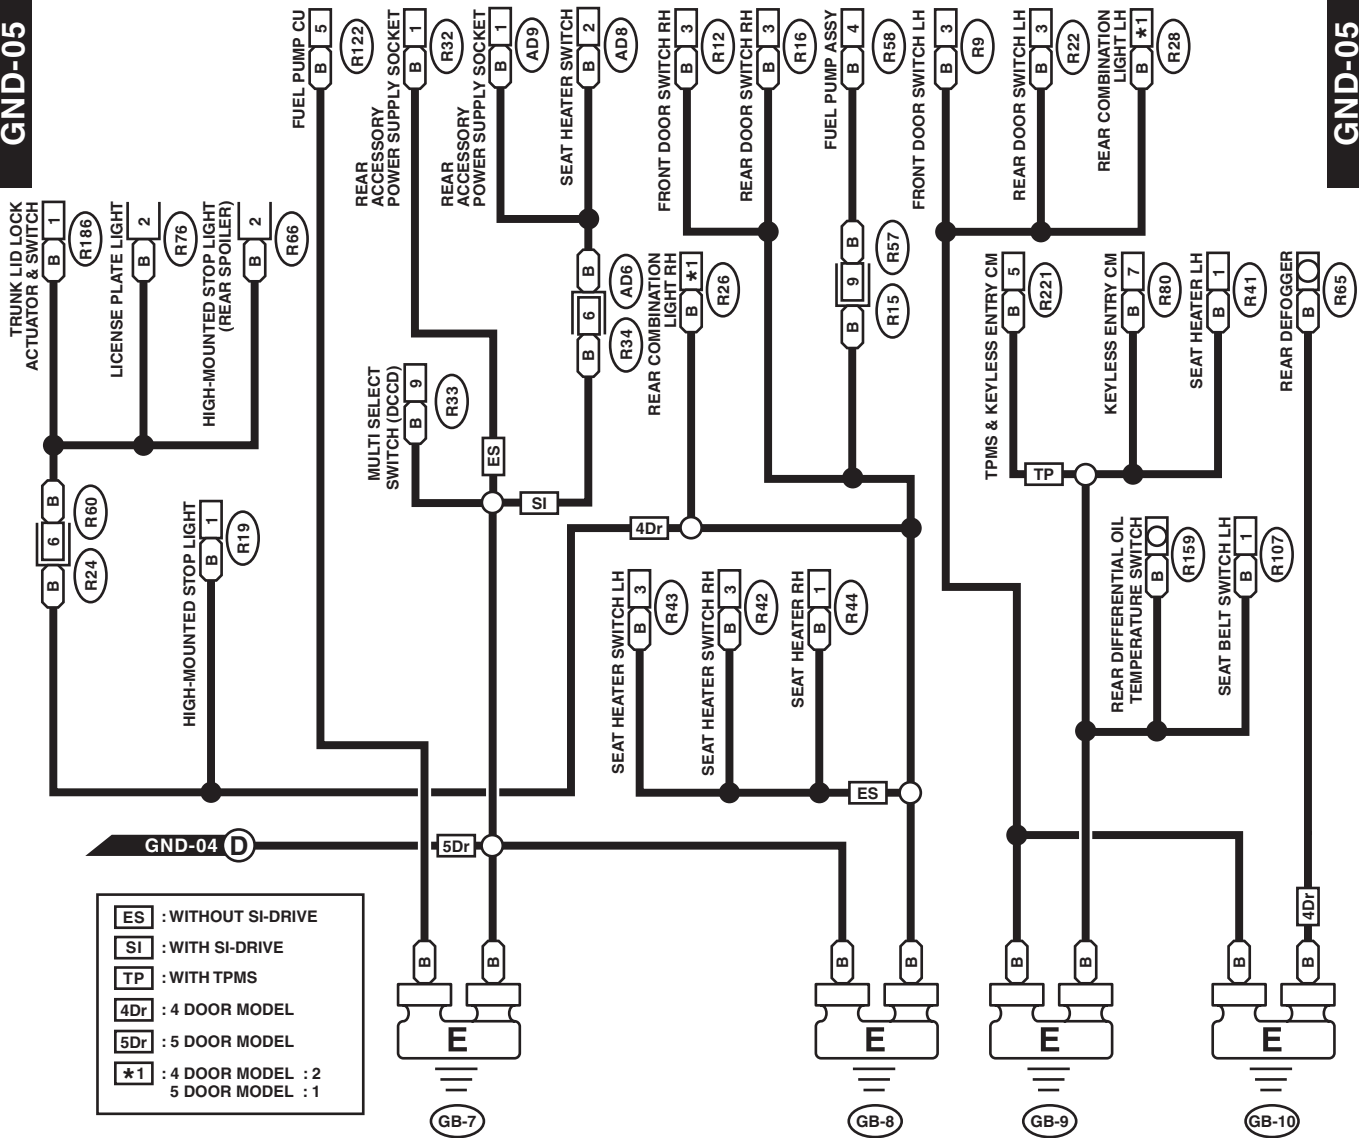 GND-05
GND-05
FUEL PUMP CU
5
B
R122
REAR
ACCESSORY
POWER SUPPLY SOCKET
1
B
R32
REAR
ACCESSORY
POWER SUPPLY SOCKET
1
B
AD9
SEAT HEATER SWITCH
2
B
AD8
FRONT DOOR SWITCH RH
3
B
R12
REAR DOOR SWITCH RH
3
B
R16
FUEL PUMP ASSY
4
B
R58
FRONT DOOR SWITCH LH
3
B
R9
REAR DOOR SWITCH LH
3
B
R22
REAR COMBINATION
LIGHT LH
*1
B
R28
TRUNK LID LOCK
ACTUATOR & SWITCH
1
B
R186
LICENSE PLATE LIGHT
2
B
R76
HIGH-MOUNTED STOP LIGHT
(REAR SPOILER)
2
B
R66
B
AD6
6
B
R34
REAR COMBINATION
LIGHT RH
*1
B
R26
B
R57
9
B
R15
TPMS & KEYLESS ENTRY CM
5
B
R221
KEYLESS ENTRY CM
7
B
R80
SEAT HEATER LH
1
B
R41
REAR DEFOGGER
B
R65
MULTI SELECT
SWITCH (DCCD)
9
B
R33
ES
SI
TP
B
R60
6
B
R24
HIGH-MOUNTED STOP LIGHT
1
B
R19
4Dr
REAR DIFFERENTIAL OIL
TEMPERATURE SWITCH
B
R159
SEAT BELT SWITCH LH
1
B
R107
SEAT HEATER SWITCH LH
3
B
R43
SEAT HEATER SWITCH RH
3
B
R42
SEAT HEATER RH
1
B
R44
ES
GND-04 D
5Dr
4Dr
ES : WITHOUT SI-DRIVE
SI : WITH SI-DRIVE
TP : WITH TPMS
4Dr : 4 DOOR MODEL
5Dr : 5 DOOR MODEL
*1 : 4 DOOR MODEL : 2
5 DOOR MODEL : 1
B
B
B
B
B
B
B
B
E
E
E
E
GB-7
GB-8
GB-9
GB-10